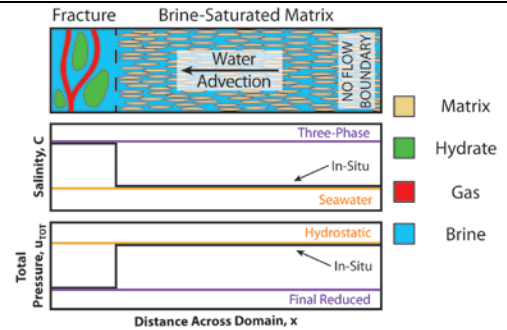 Fracture
Brine-Saturated Matrix
Water
Advection
NO FLOW
BOUNDARY
Matrix
Hydrate
Gas
Brine
Salinity, C
Three-Phase
In-Situ
Seawater
Total
Pressure, uTOT
Hydrostatic
In-Situ
Final Reduced
Distance Across Domain, x